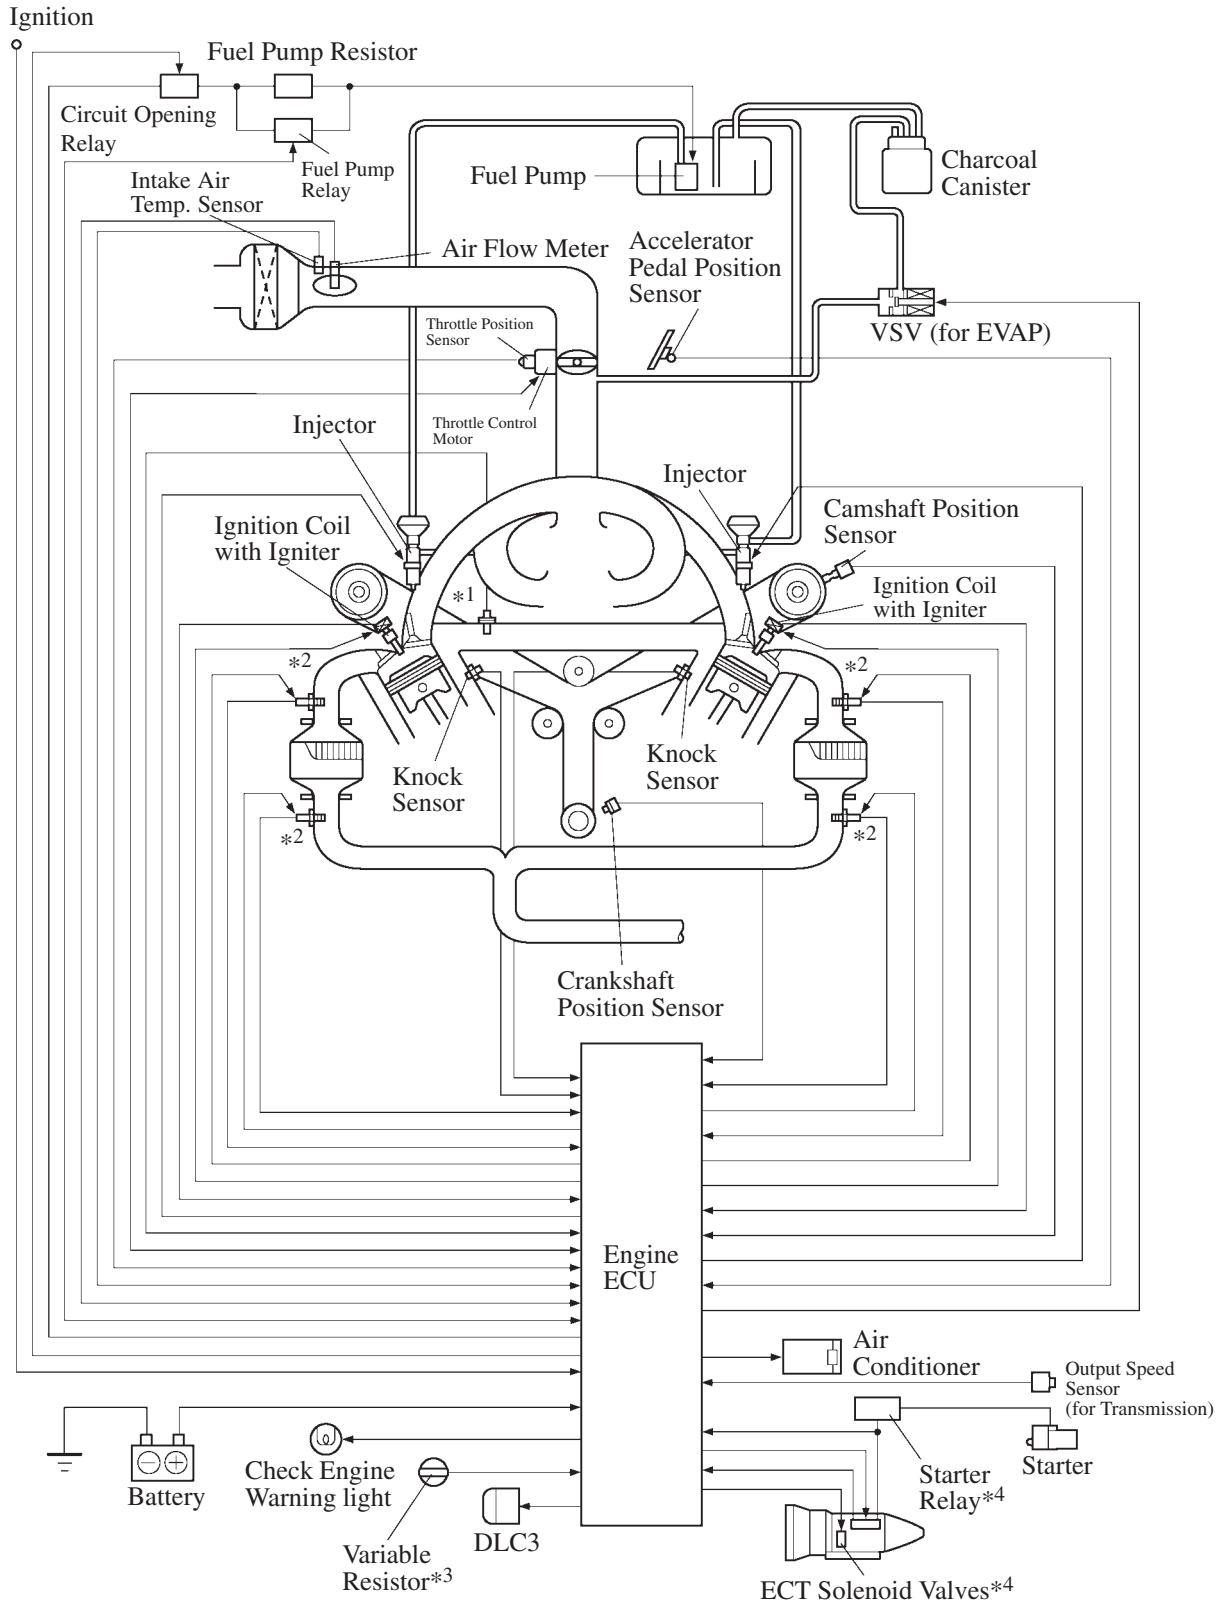 Ignition
Fuel Pump Resistor
Circuit Opening
Relay
Fuel Pump
Relay
Intake Air
Temp. Sensor
Air Flow Meter
Fuel Pump
Charcoal
Canister
Accelerator
Pedal Position
Sensor
VSV (for EVAP)
Throttle Position
Sensor
Throttle Control
Motor
Injector
Injector
Ignition Coil
with Igniter
Camshaft Position
Sensor
Ignition Coil
with Igniter
*1
*2
*2
Knock
Sensor
Knock
Sensor
*2
*2
Crankshaft
Position Sensor
Engine
ECU
Air
Conditioner
Output Speed
Sensor
(for Transmission)
Battery
Check Engine
Warning light
Variable
Resistor*3
DLC3
Starter
Relay*4
Starter
ECT Solenoid Valves*4